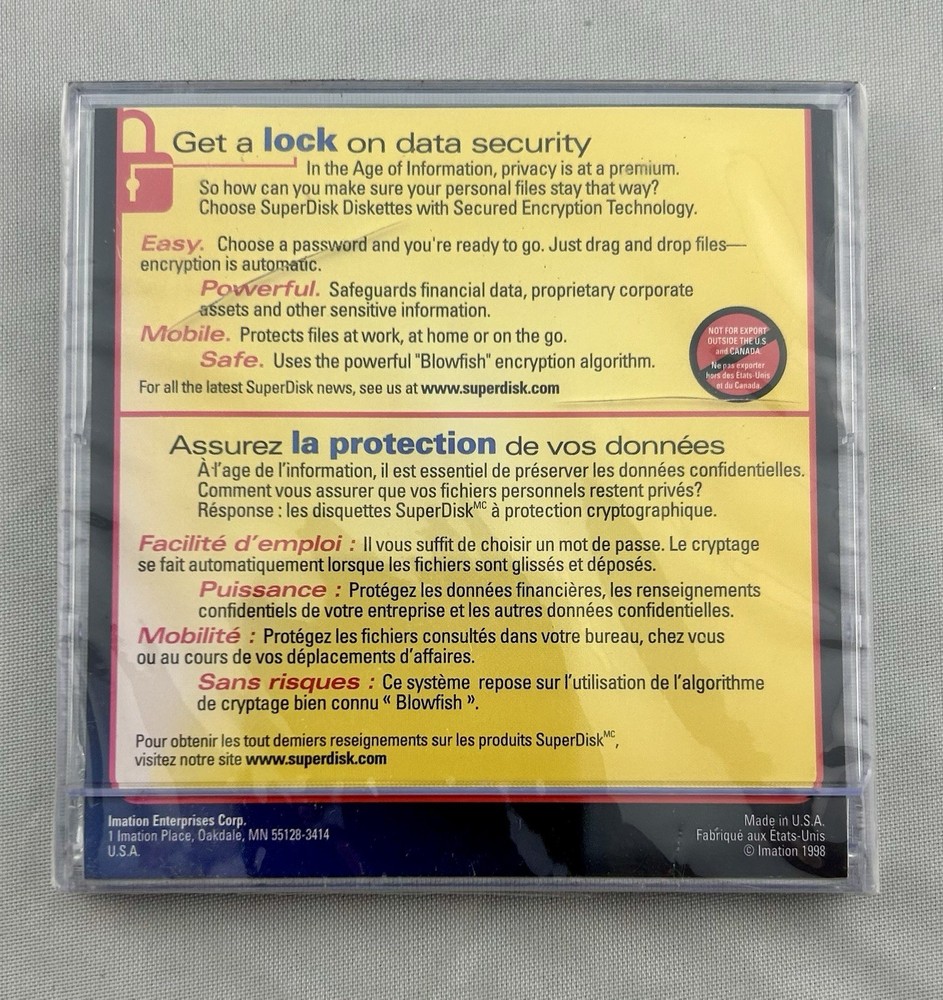 Get a lock on data security
In the Age of Information, privacy is at a premium.
So how can you make sure your personal files stay that way?
Choose SuperDisk Diskettes with Secured Encryption Technology.
Easy. Choose a password and you're ready to go. Just drag and drop files—
encryption is automatic.
Powerful. Safeguards financial data, proprietary corporate
assets and other sensitive information.
Mobile. Protects files at work, at home or on the go.
Safe. Uses the powerful "Blowfish" encryption algorithm.
For all the latest SuperDisk news, see us at www.superdisk.com
NOT FOR EXPORT
OUTSIDE THE U.S
and CANADA.
Ne pas exporter
hors des États-Unis
et du Canada.
Assurez la protection de vos données
À l'age de l'information, il est essentiel de préserver les données confidentielles.
Comment vous assurer que vos fichiers personnels restent privés?
Résponse : les disquettes SuperDiskMC à protection cryptographique.
Facilité d'emploi : Il vous suffit de choisir un mot de passe. Le cryptage
se fait automatiquement lorsque les fichiers sont glissés et déposés.
Puissance : Protégez les données financières, les renseignements
confidentiels de votre entreprise et les autres données confidentielles.
Mobilité : Protégez les fichiers consultés dans votre bureau, chez vous
ou au cours de vos déplacements d'affaires.
Sans risques : Ce système repose sur l'utilisation de l'algorithme
de cryptage bien connu « Blowfish ».
Pour obtenir les tout derniers reseignements sur les produits SuperDiskMC,
visitez notre site www.superdisk.com
Imation Enterprises Corp.
1 Imation Place, Oakdale, MN 55128-3414
U.S.A.
Made in U.S.A.
Fabriqué aux États-Unis
© Imation 1998